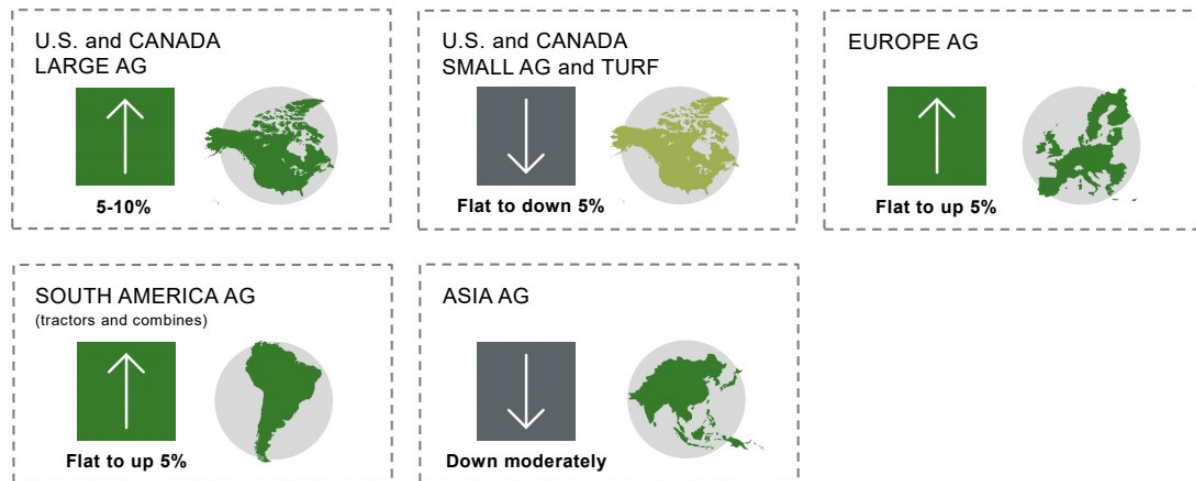 U.S. and CANADA
LARGE AG
5-10%
U.S. and CANADA
SMALL AG and TURF
Flat to down 5%
EUROPE AG
Flat to up 5%
SOUTH AMERICA AG
(tractors and combines)
Flat to up 5%
ASIA AG
Down moderately